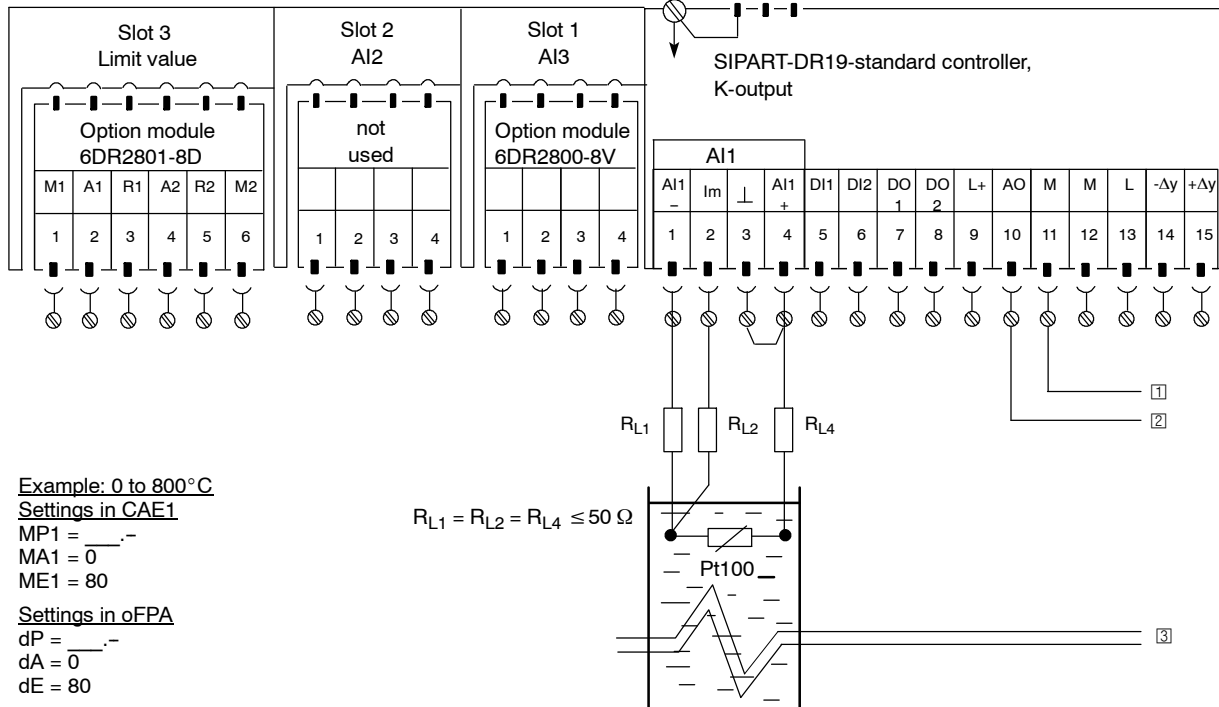 Slot 3
Limit value
Slot 2
AI2
Slot 1
AI3
SIPART-DR19-standard controller,
K-output
Option module
6DR2801-8D
not
used
Option module
6DR2800-8V
AI1
M1 A1 R1 A2 R2 M2
AI1 – Im ⊥ AI1 + DI1 DI2 DO 1 DO 2 L+ AO M M L -Δy +Δy
1 2 3 4 5 6
1 2 3 4
1 2 3 4
1 2 3 4 5 6 7 8 9 10 11 12 13 14 15
1
2
RL1 RL2 RL4
Example: 0 to 800°C
Settings in CAE1
MP1 = ___.–
MA1 = 0
ME1 = 80
RL1 = RL2 = RL4 ≤ 50 Ω
Pt100
Settings in oFPA
dP = ___.–
dA = 0
dE = 80
3